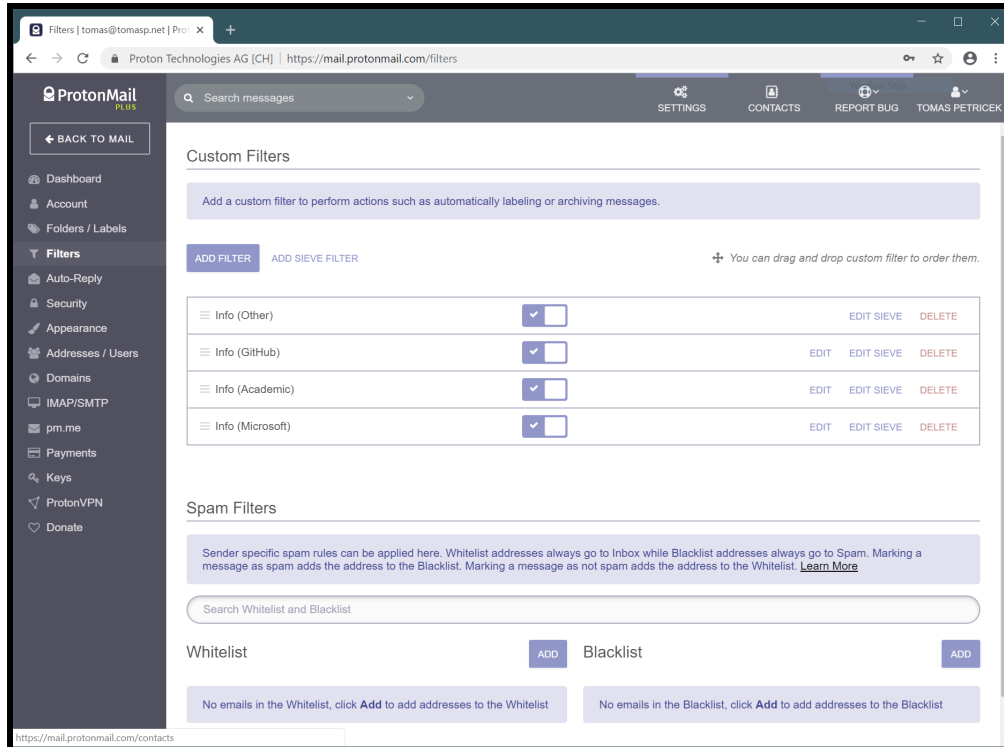 Filters | tomas@tomasp.net | Pro
Proton Technologies AG [CH] | https://mail.protonmail.com/filters
ProtonMail
PLUS
Search messages
SETTINGS
CONTACTS
REPORT BUG
TOMAS PETRICEK
BACK TO MAIL
Dashboard
Account
Folders / Labels
Filters
Auto-Reply
Security
Appearance
Addresses / Users
Domains
IMAP/SMTP
pm.me
Payments
Keys
ProtonVPN
Donate
Custom Filters
Add a custom filter to perform actions such as automatically labeling or archiving messages.
ADD FILTER ADD SIEVE FILTER You can drag and drop custom filter to order them.
Info (Other) EDIT SIEVE DELETE
Info (GitHub) EDIT EDIT SIEVE DELETE
Info (Academic) EDIT EDIT SIEVE DELETE
Info (Microsoft) EDIT EDIT SIEVE DELETE
Spam Filters
Sender specific spam rules can be applied here. Whitelist addresses always go to Inbox while Blacklist addresses always go to Spam. Marking a
message as spam adds the address to the Blacklist. Marking a message as not spam adds the address to the Whitelist. Learn More
Search Whitelist and Blacklist
Whitelist ADD
Blacklist ADD
No emails in the Whitelist, click Add to add addresses to the Whitelist
No emails in the Blacklist, click Add to add addresses to the Blacklist
https://mail.protonmail.com/contacts